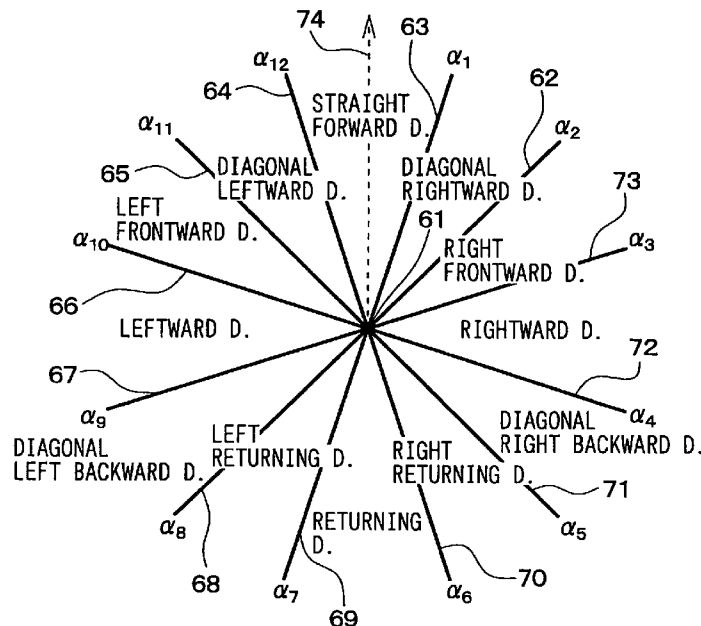 74
63
α12
α1
62
64
STRAIGHT
FORWARD D.
α11
α2
65
DIAGONAL
LEFTWARD D.
DIAGONAL
RIGHTWARD D.
73
LEFT
FRONTWARD D.
61
α10
RIGHT
FRONTWARD D.
α3
66
LEFTWARD D.
RIGHTWARD D.
67
72
α9
α4
DIAGONAL
LEFT BACKWARD D.
LEFT
RETURNING D.
RIGHT
RETURNING D.
DIAGONAL
RIGHT BACKWARD D.
71
α8
RETURNING
D.
α5
68
α7
69
α6
70